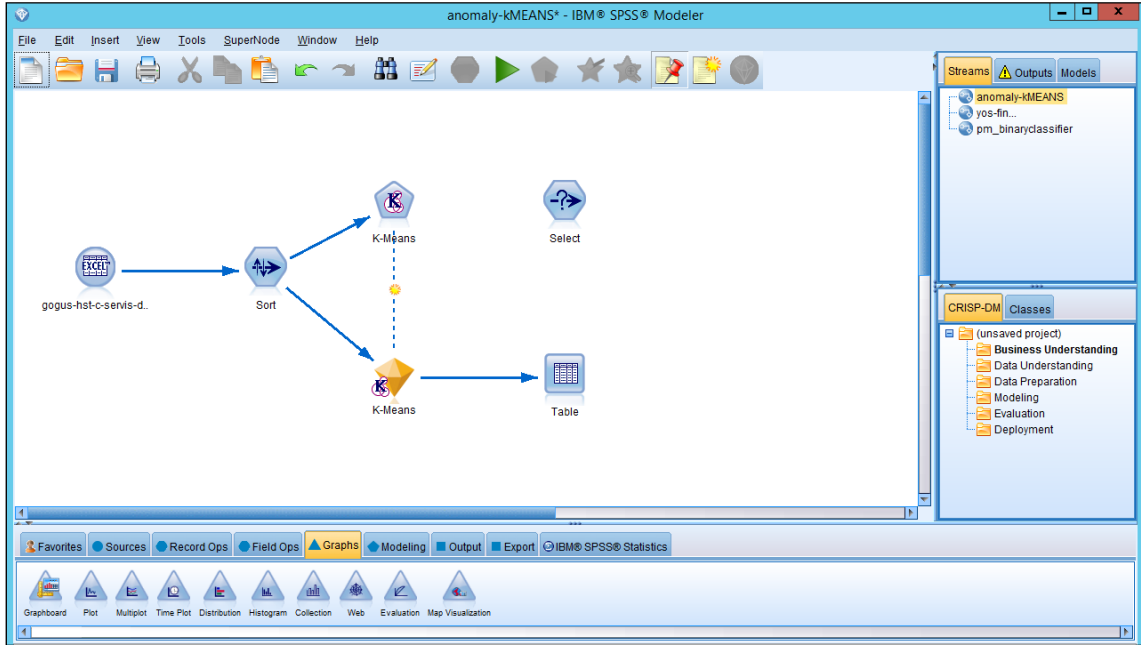 anomaly-kMEANS* - IBM® SPSS® Modeler
File Edit Insert View Tools SuperNode Window Help
Streams Outputs Models
anomaly-kMEANS
yos-fin...
pm_binaryclassifier
K-Means
Select
EXCEL
gogus-hst-c-servis-d..
Sort
K-Means
Table
CRISP-DM Classes
(unsaved project)
Business Understanding
Data Understanding
Data Preparation
Modeling
Evaluation
Deployment
Favorites Sources Record Ops Field Ops Graphs Modeling Output Export IBM® SPSS® Statistics
Graphboard Plot Multiplot Time Plot Distribution Histogram Collection Web Evaluation Map Visualization